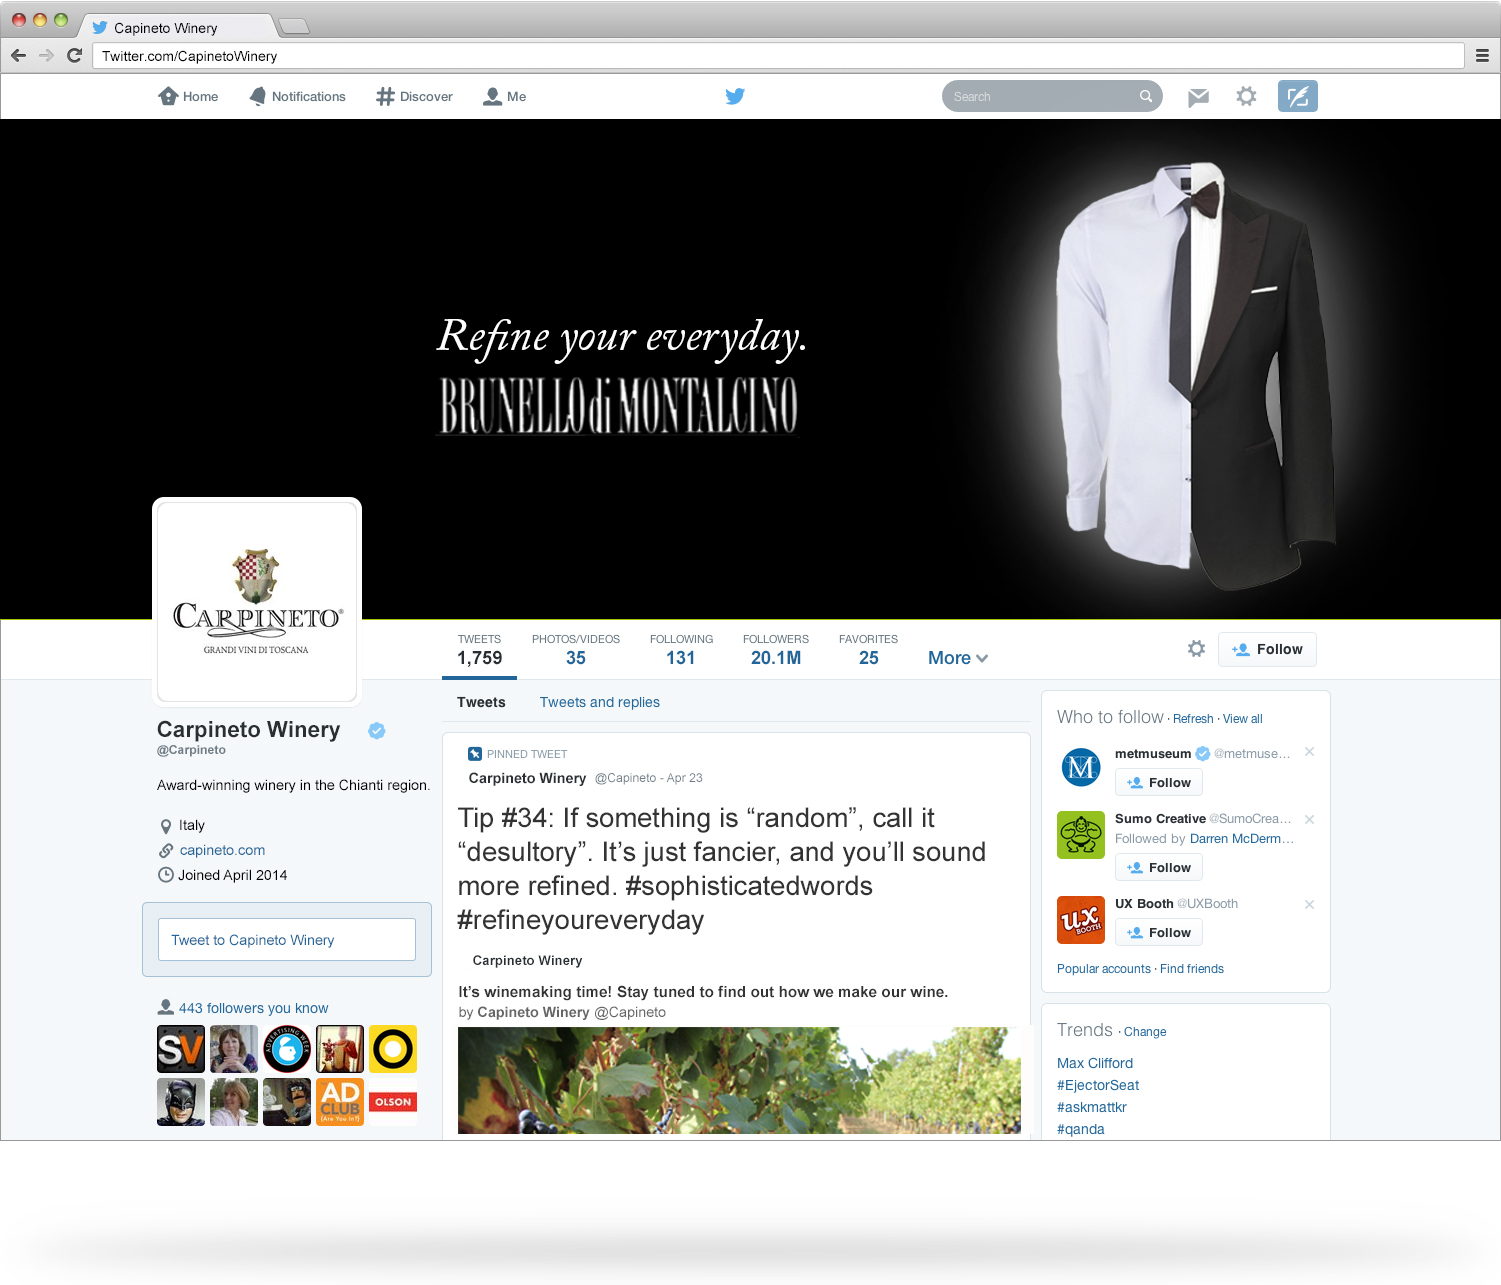 Capineto Winery
Twitter.com/CapinetoWinery
Home
Notifications
Discover
Me
Search
Refine your everyday.
BRUNELLO di MONTALCINO
CARPINETO®
GRANDI VINI DI TOSCANA
TWEETS
1,759
PHOTOS/VIDEOS
35
FOLLOWING
131
FOLLOWERS
20.1M
FAVORITES
25
More
Follow
Carpineto Winery
@Carpineto
Award-winning winery in the Chianti region.
Italy
capineto.com
Joined April 2014
Tweet to Capineto Winery
443 followers you know
SV
ADVERTISING WEEK
AD
CLUB
(Are You In?)
OLSON
Tweets
Tweets and replies
PINNED TWEET
Carpineto Winery @Capineto - Apr 23
Tip #34: If something is “random”, call it
“desultory”. It’s just fancier, and you’ll sound
more refined. #sophisticatedwords
#refineyoureveryday
Carpineto Winery
It’s winemaking time! Stay tuned to find out how we make our wine.
by Capineto Winery @Capineto
Who to follow · Refresh · View all
M
metmuseum @metmuse...
Follow
Sumo Creative @SumoCrea...
Followed by Darren McDerm...
Follow
ux
BOOTH
UX Booth @UXBooth
Follow
Popular accounts · Find friends
Trends · Change
Max Clifford
#EjectorSeat
#askmattkr
#qanda